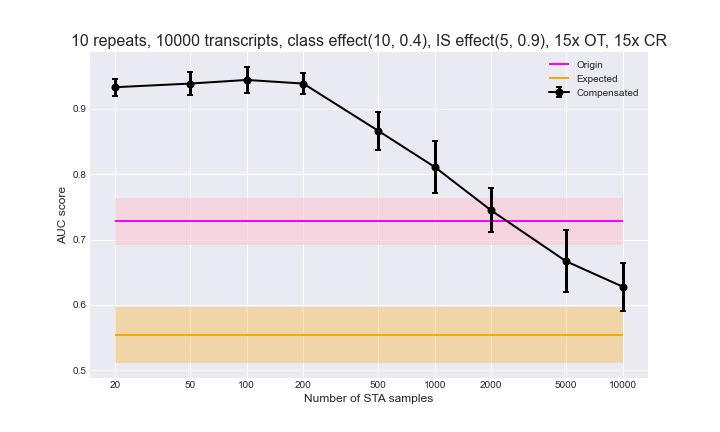 10 repeats, 10000 transcripts, class effect(10, 0.4), IS effect(5, 0.9), 15x OT, 15x CR
Origin
Expected
Compensated
0.9
0.8
0.7
0.6
0.5
AUC score
20 50 100 200 500 1000 2000 5000 10000
Number of STA samples